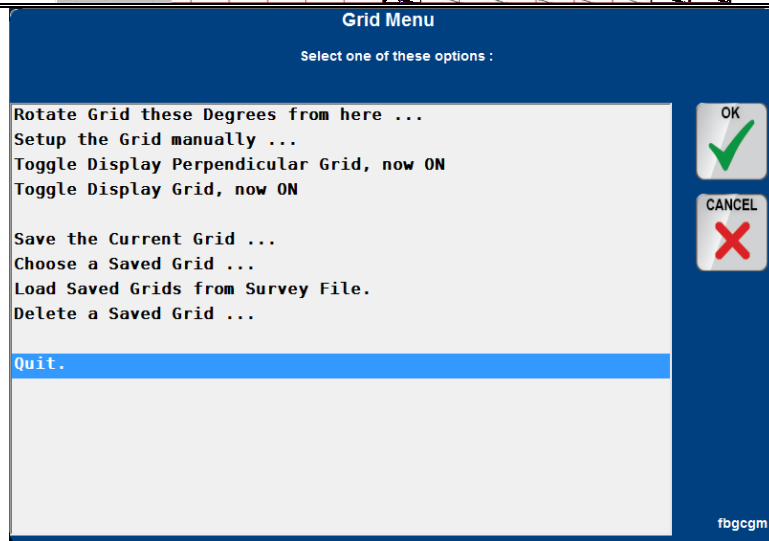 Grid Menu
Select one of these options :
Rotate Grid these Degrees from here ...
Setup the Grid manually ...
Toggle Display Perpendicular Grid, now ON
Toggle Display Grid, now ON
Save the Current Grid ...
Choose a Saved Grid ...
Load Saved Grids from Survey File.
Delete a Saved Grid ...
Quit.
OK
CANCEL
fbgcgm